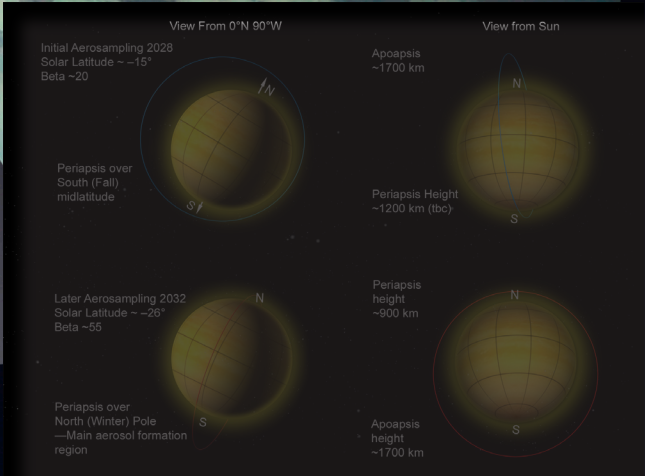 View From 0°N 90°W
Initial Aerosampling 2028
Solar Latitude ~ –15°
Beta ~20
N
Periapsis over
South (Fall)
midlatitude
S
View from Sun
Apoapsis
~1700 km
N
Periapsis Height
~1200 km (tbc)
S
Later Aerosampling 2032
Solar Latitude ~ –26°
Beta ~55
N
Periapsis over
North (Winter) Pole
—Main aerosol formation
region
S
Periapsis
height
~900 km
N
Apoapsis
height
~1700 km
S